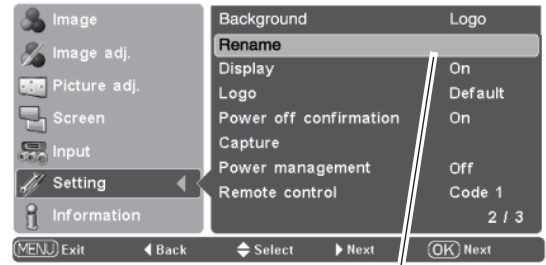 Image
Image adj.
Picture adj.
Screen
Input
Setting
Information
Background Logo
Rename
Display On
Logo Default
Power off confirmation On
Capture
Power management Off
Remote control Code 1
2 / 3
MENU Exit Back Select Next OK Next